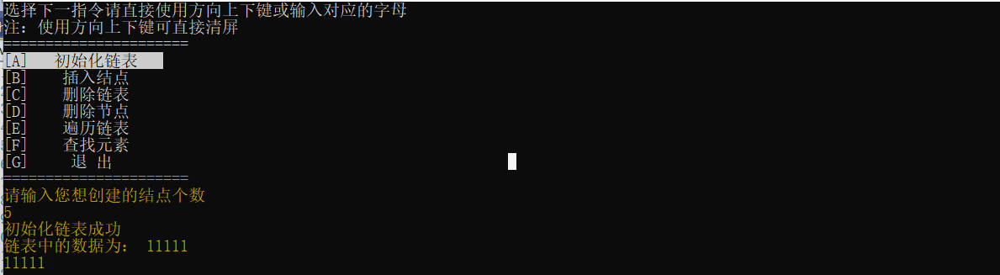 选择下一指令请直接使用方向上下键或输入对应的字母
注：使用方向上下键可直接清屏
======================
[A]   初始化链表
[B]    插入结点
[C]    删除链表
[D]    删除节点
[E]    遍历链表
[F]    查找元素
[G]     退 出
======================
请输入您想创建的结点个数
5
初始化链表成功
链表中的数据为： 11111
11111